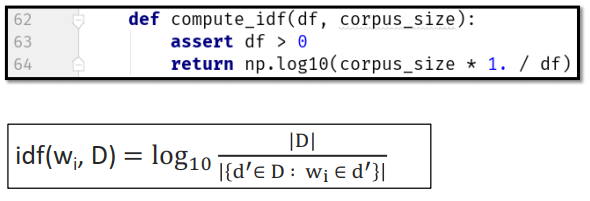 62 def compute_idf(df, corpus_size):
63 assert df > 0
64 return np.log10(corpus_size * 1. / df)
idf(wᵢ, D) = log₁₀ |D| / |{d′∈ D : wᵢ ∈ d′}|